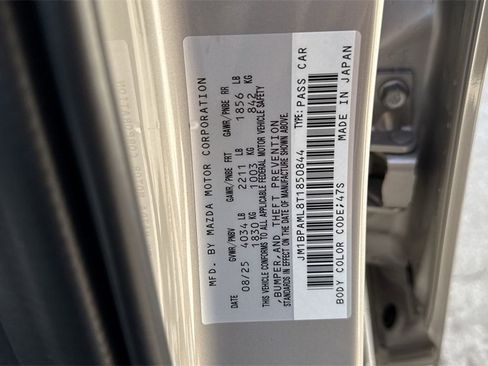 MFD. BY MAZDA MOTOR CORPORATION
DATE GVWR/PNBV GAWR/PNBE FRT GAWR/PNBE RR
08/25 4034 LB 2211 LB 1856 LB
1830 KG 1003 KG 842 KG
THIS VEHICLE CONFORMS TO ALL APPLICABLE FEDERAL MOTOR VEHICLE SAFETY
,BUMPER,AND THEFT PREVENTION
STANDARDS IN EFFECT ON THE DATE OF MANUFACTURE SHOWN ABOVE.
JM1BPAML8T1850844 TYPE: PASS CAR
BODY COLOR CODE;47S MADE IN JAPAN